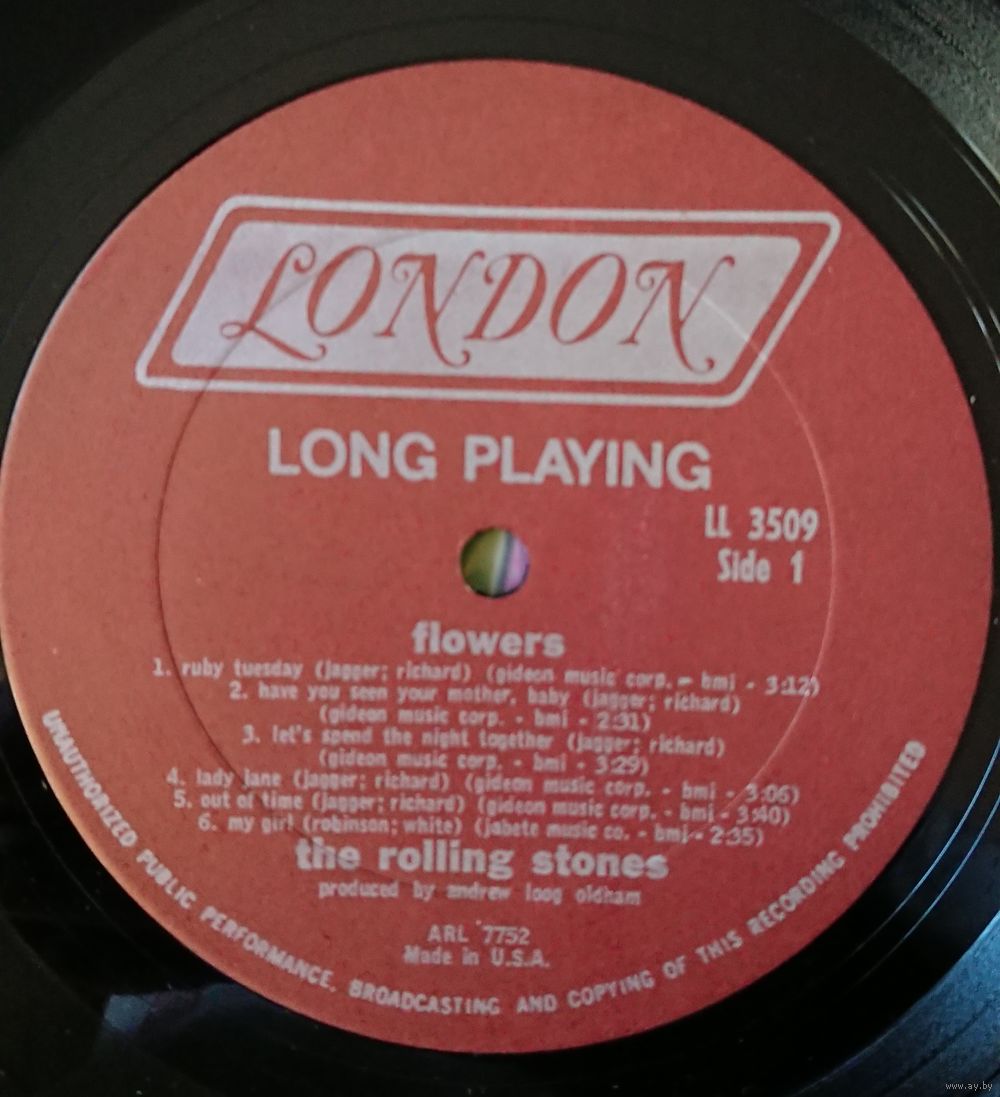 LONDON
LONG PLAYING
LL 3509
Side 1
flowers
1. ruby tuesday (jagger; richard) (gideon music corp. - bmi - 3:12)
2. have you seen your mother, baby (jagger; richard)
(gideon music corp. - bmi - 2:31)
3. let's spend the night together (jagger; richard)
(gideon music corp. - bmi - 3:29)
4. lady jane (jagger; richard) (gideon music corp. - bmi - 3:06)
5. out of time (jagger; richard) (gideon music corp. - bmi - 3:40)
6. my girl (robinson; white) (jobete music co. - bmi - 2:35)
the rolling stones
produced by andrew loog oldham
ARL 7752
Made in U.S.A.
UNAUTHORIZED PUBLIC PERFORMANCE, BROADCASTING AND COPYING OF THIS RECORDING PROHIBITED
www.ay.by